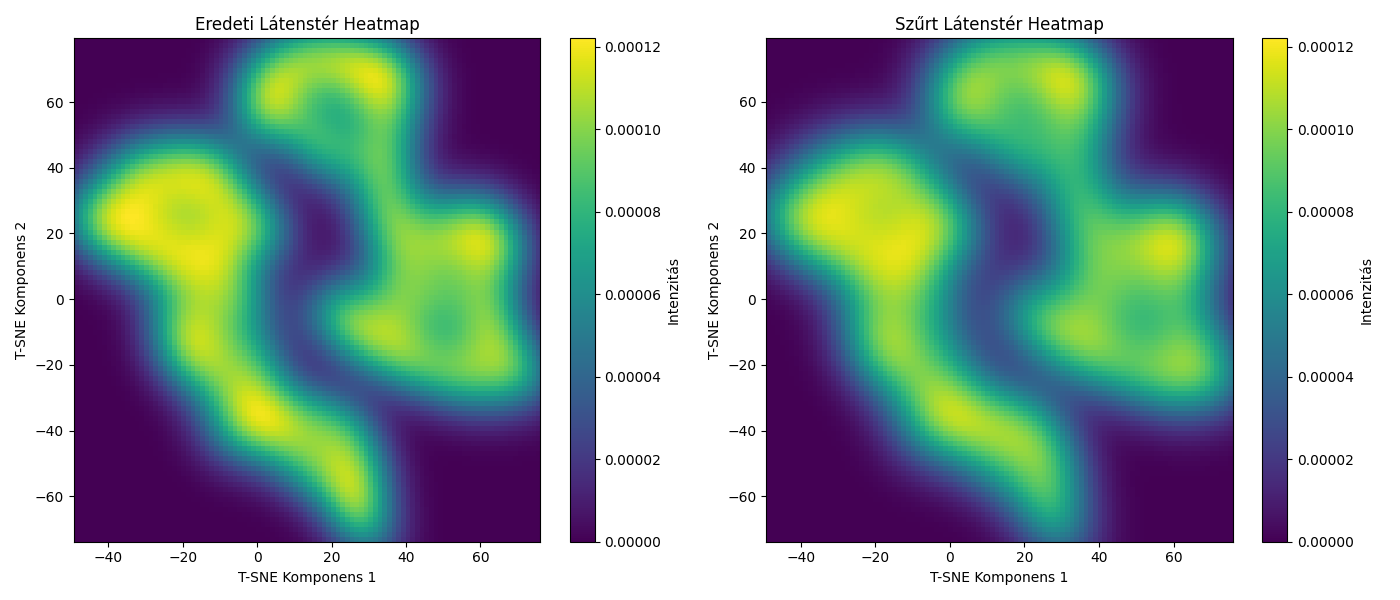 Eredeti Látenstér Heatmap
T-SNE Komponens 2
60
40
20
0
−20
−40
−60
−40 −20 0 20 40 60
T-SNE Komponens 1
0.00012
0.00010
0.00008
0.00006
0.00004
0.00002
0.00000
Intenzitás
Szűrt Látenstér Heatmap
T-SNE Komponens 2
60
40
20
0
−20
−40
−60
−40 −20 0 20 40 60
T-SNE Komponens 1
0.00012
0.00010
0.00008
0.00006
0.00004
0.00002
0.00000
Intenzitás